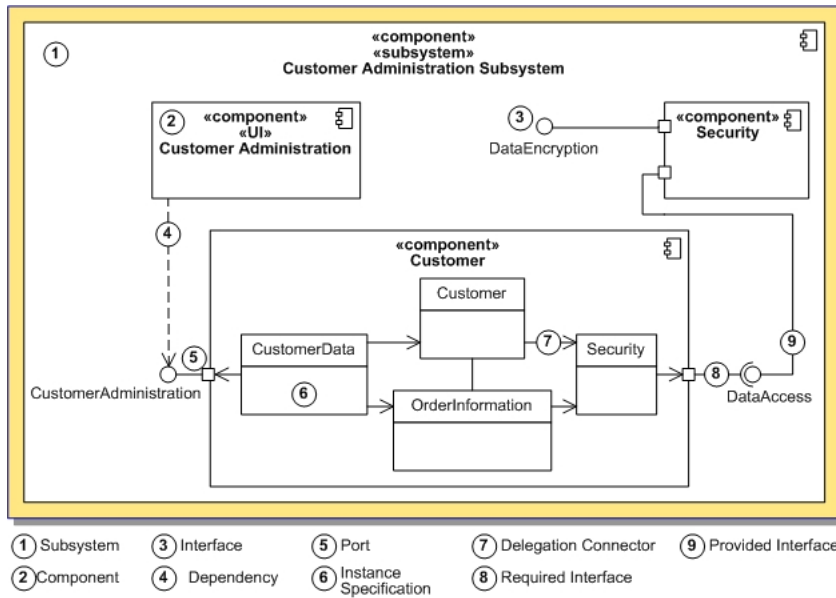 1
«component»
«subsystem»
Customer Administration Subsystem
2
«component»
«UI»
Customer Administration
3
DataEncryption
«component»
Security
4
«component»
Customer
Customer
7
CustomerData
Security
5
9
8
CustomerAdministration
6
OrderInformation
DataAccess
1 Subsystem
3 Interface
5 Port
7 Delegation Connector
9 Provided Interface
2 Component
4 Dependency
6 Instance
Specification
8 Required Interface